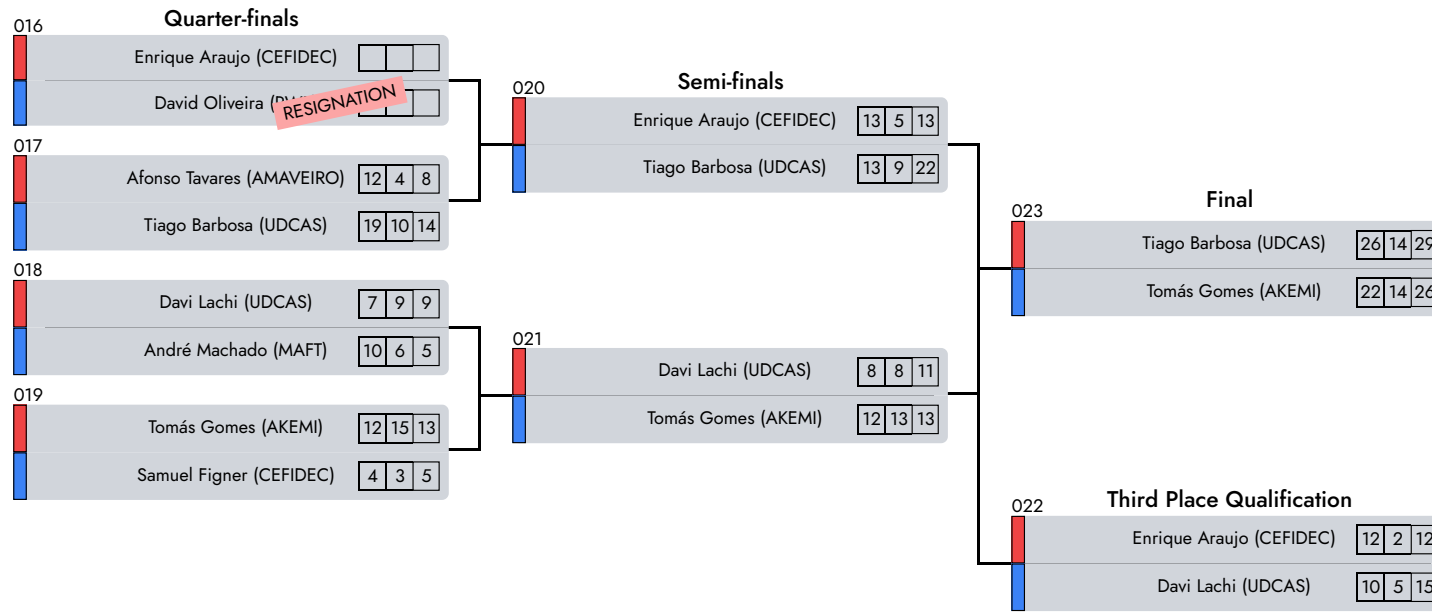 Quarter-finals
016
Enrique Araujo (CEFIDEC)
David Oliveira
RESIGNATION
017
Afonso Tavares (AMAVEIRO) 12 4 8
Tiago Barbosa (UDCAS) 19 10 14
018
Davi Lachi (UDCAS) 7 9 9
André Machado (MAFT) 10 6 5
019
Tomás Gomes (AKEMI) 12 15 13
Samuel Figner (CEFIDEC) 4 3 5
Semi-finals
020
Enrique Araujo (CEFIDEC) 13 5 13
Tiago Barbosa (UDCAS) 13 9 22
021
Davi Lachi (UDCAS) 8 8 11
Tomás Gomes (AKEMI) 12 13 13
Final
023
Tiago Barbosa (UDCAS) 26 14 29
Tomás Gomes (AKEMI) 22 14 26
Third Place Qualification
022
Enrique Araujo (CEFIDEC) 12 2 12
Davi Lachi (UDCAS) 10 5 15